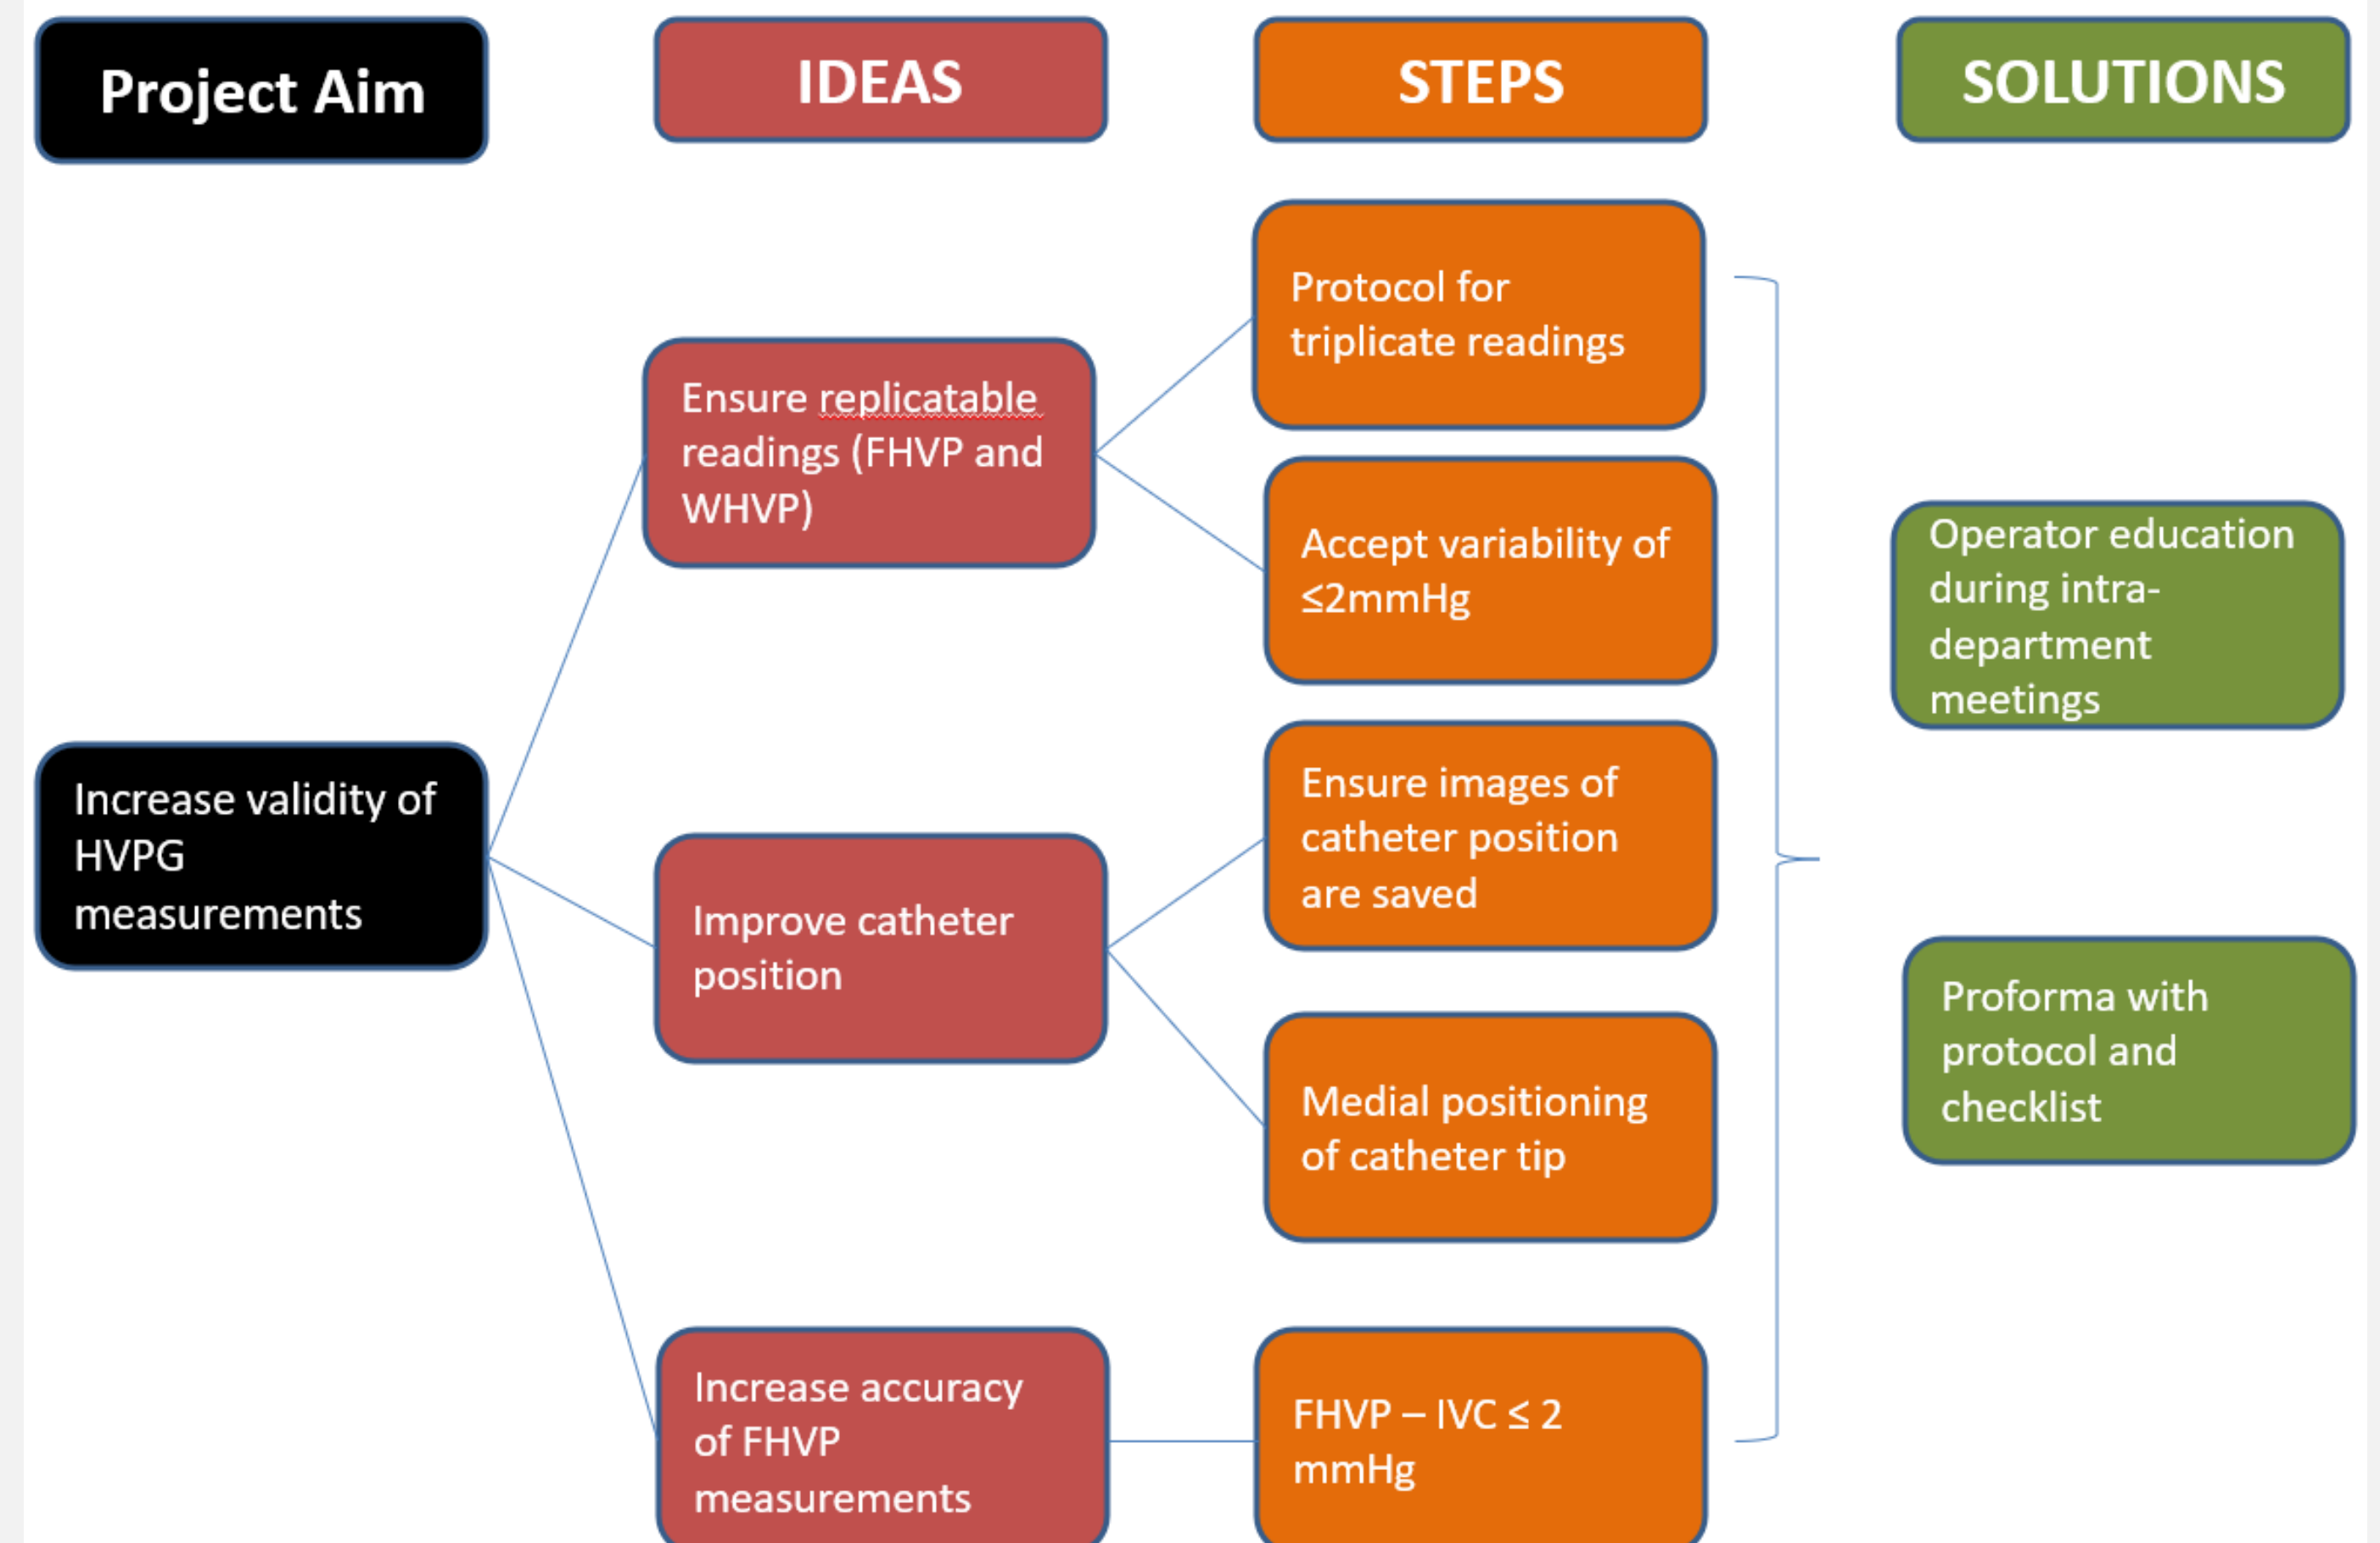 Project Aim
IDEAS
STEPS
SOLUTIONS
Increase validity of
HVPG
measurements
Ensure replicatable
readings (FHVP and
WHVP)
Improve catheter
position
Increase accuracy
of FHVP
measurements
Protocol for
triplicate readings
Accept variability of
≤2mmHg
Ensure images of
catheter position
are saved
Medial positioning
of catheter tip
FHVP – IVC ≤ 2
mmHg
Operator education
during intra-
department
meetings
Proforma with
protocol and
checklist